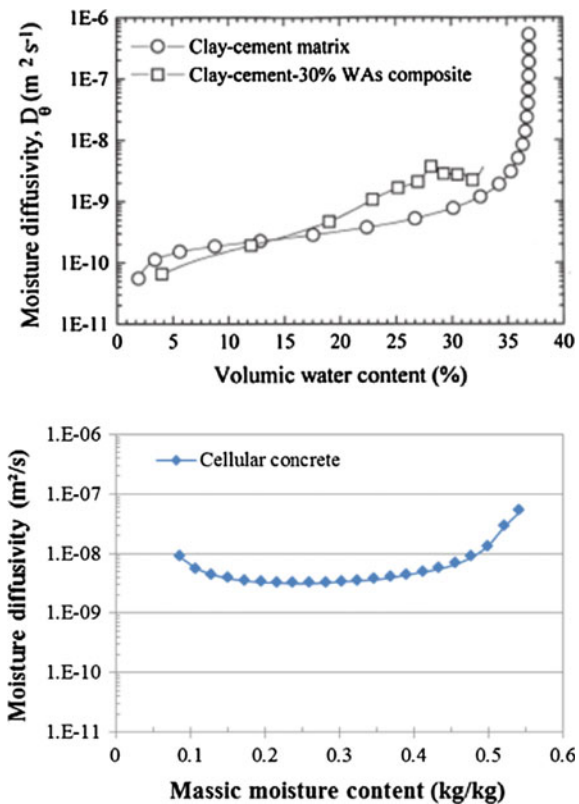 1E-6
1E-7
1E-8
1E-9
1E-10
1E-11
Moisture diffusivity, Dθ (m² s⁻¹)
Clay-cement matrix
Clay-cement-30% WAs composite
0 5 10 15 20 25 30 35 40
Volumic water content (%)
1.E-06
1.E-07
1.E-08
1.E-09
1.E-10
1.E-11
Moisture diffusivity (m²/s)
Cellular concrete
0 0.1 0.2 0.3 0.4 0.5 0.6
Massic moisture content (kg/kg)